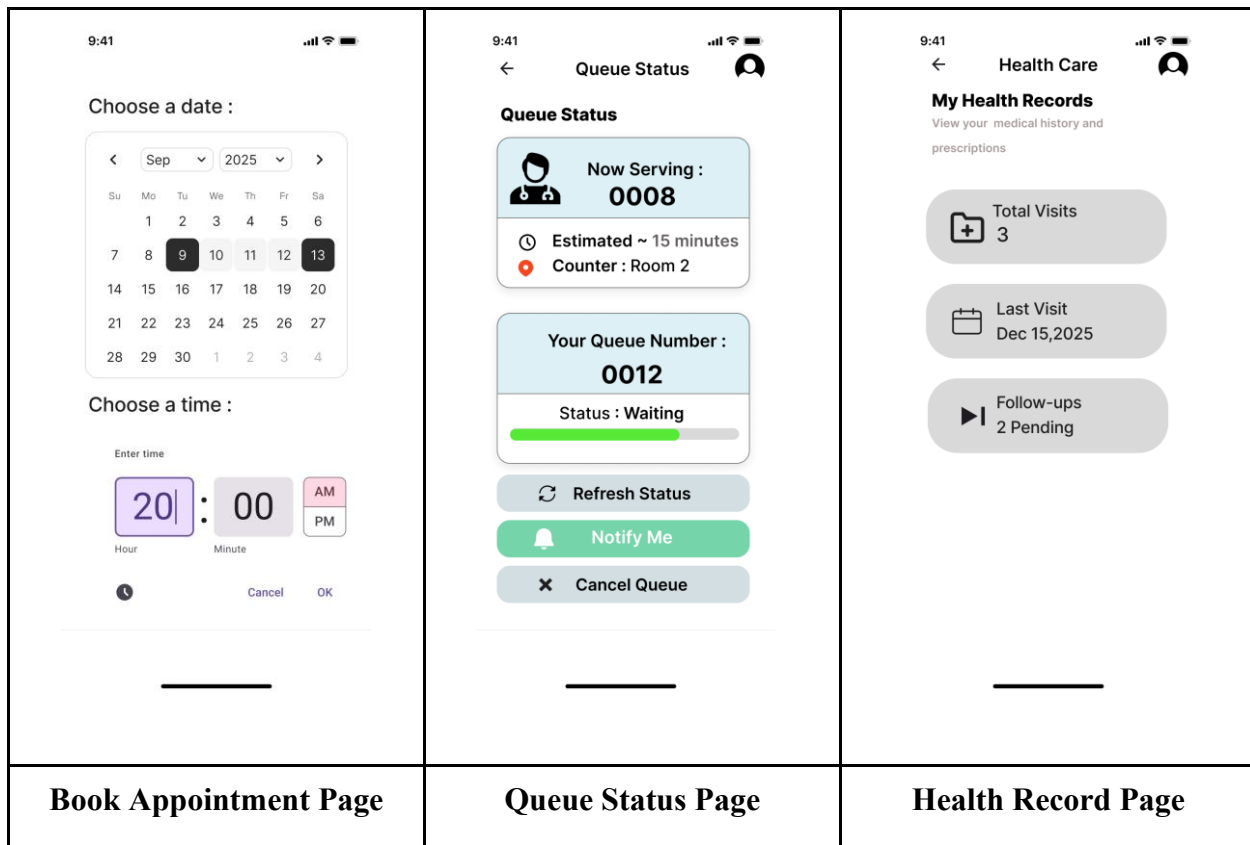 9:41
Choose a date :
Sep 2025
Su Mo Tu We Th Fr Sa
1 2 3 4 5 6
7 8 9 10 11 12 13
14 15 16 17 18 19 20
21 22 23 24 25 26 27
28 29 30 1 2 3 4
Choose a time :
Enter time
20 : 00 AM
PM
Hour Minute
Cancel OK
Book Appointment Page
9:41
Queue Status
Queue Status
Now Serving :
0008
Estimated ~ 15 minutes
Counter : Room 2
Your Queue Number :
0012
Status : Waiting
Refresh Status
Notify Me
Cancel Queue
Queue Status Page
9:41
Health Care
My Health Records
View your medical history and
prescriptions
Total Visits
3
Last Visit
Dec 15,2025
Follow-ups
2 Pending
Health Record Page